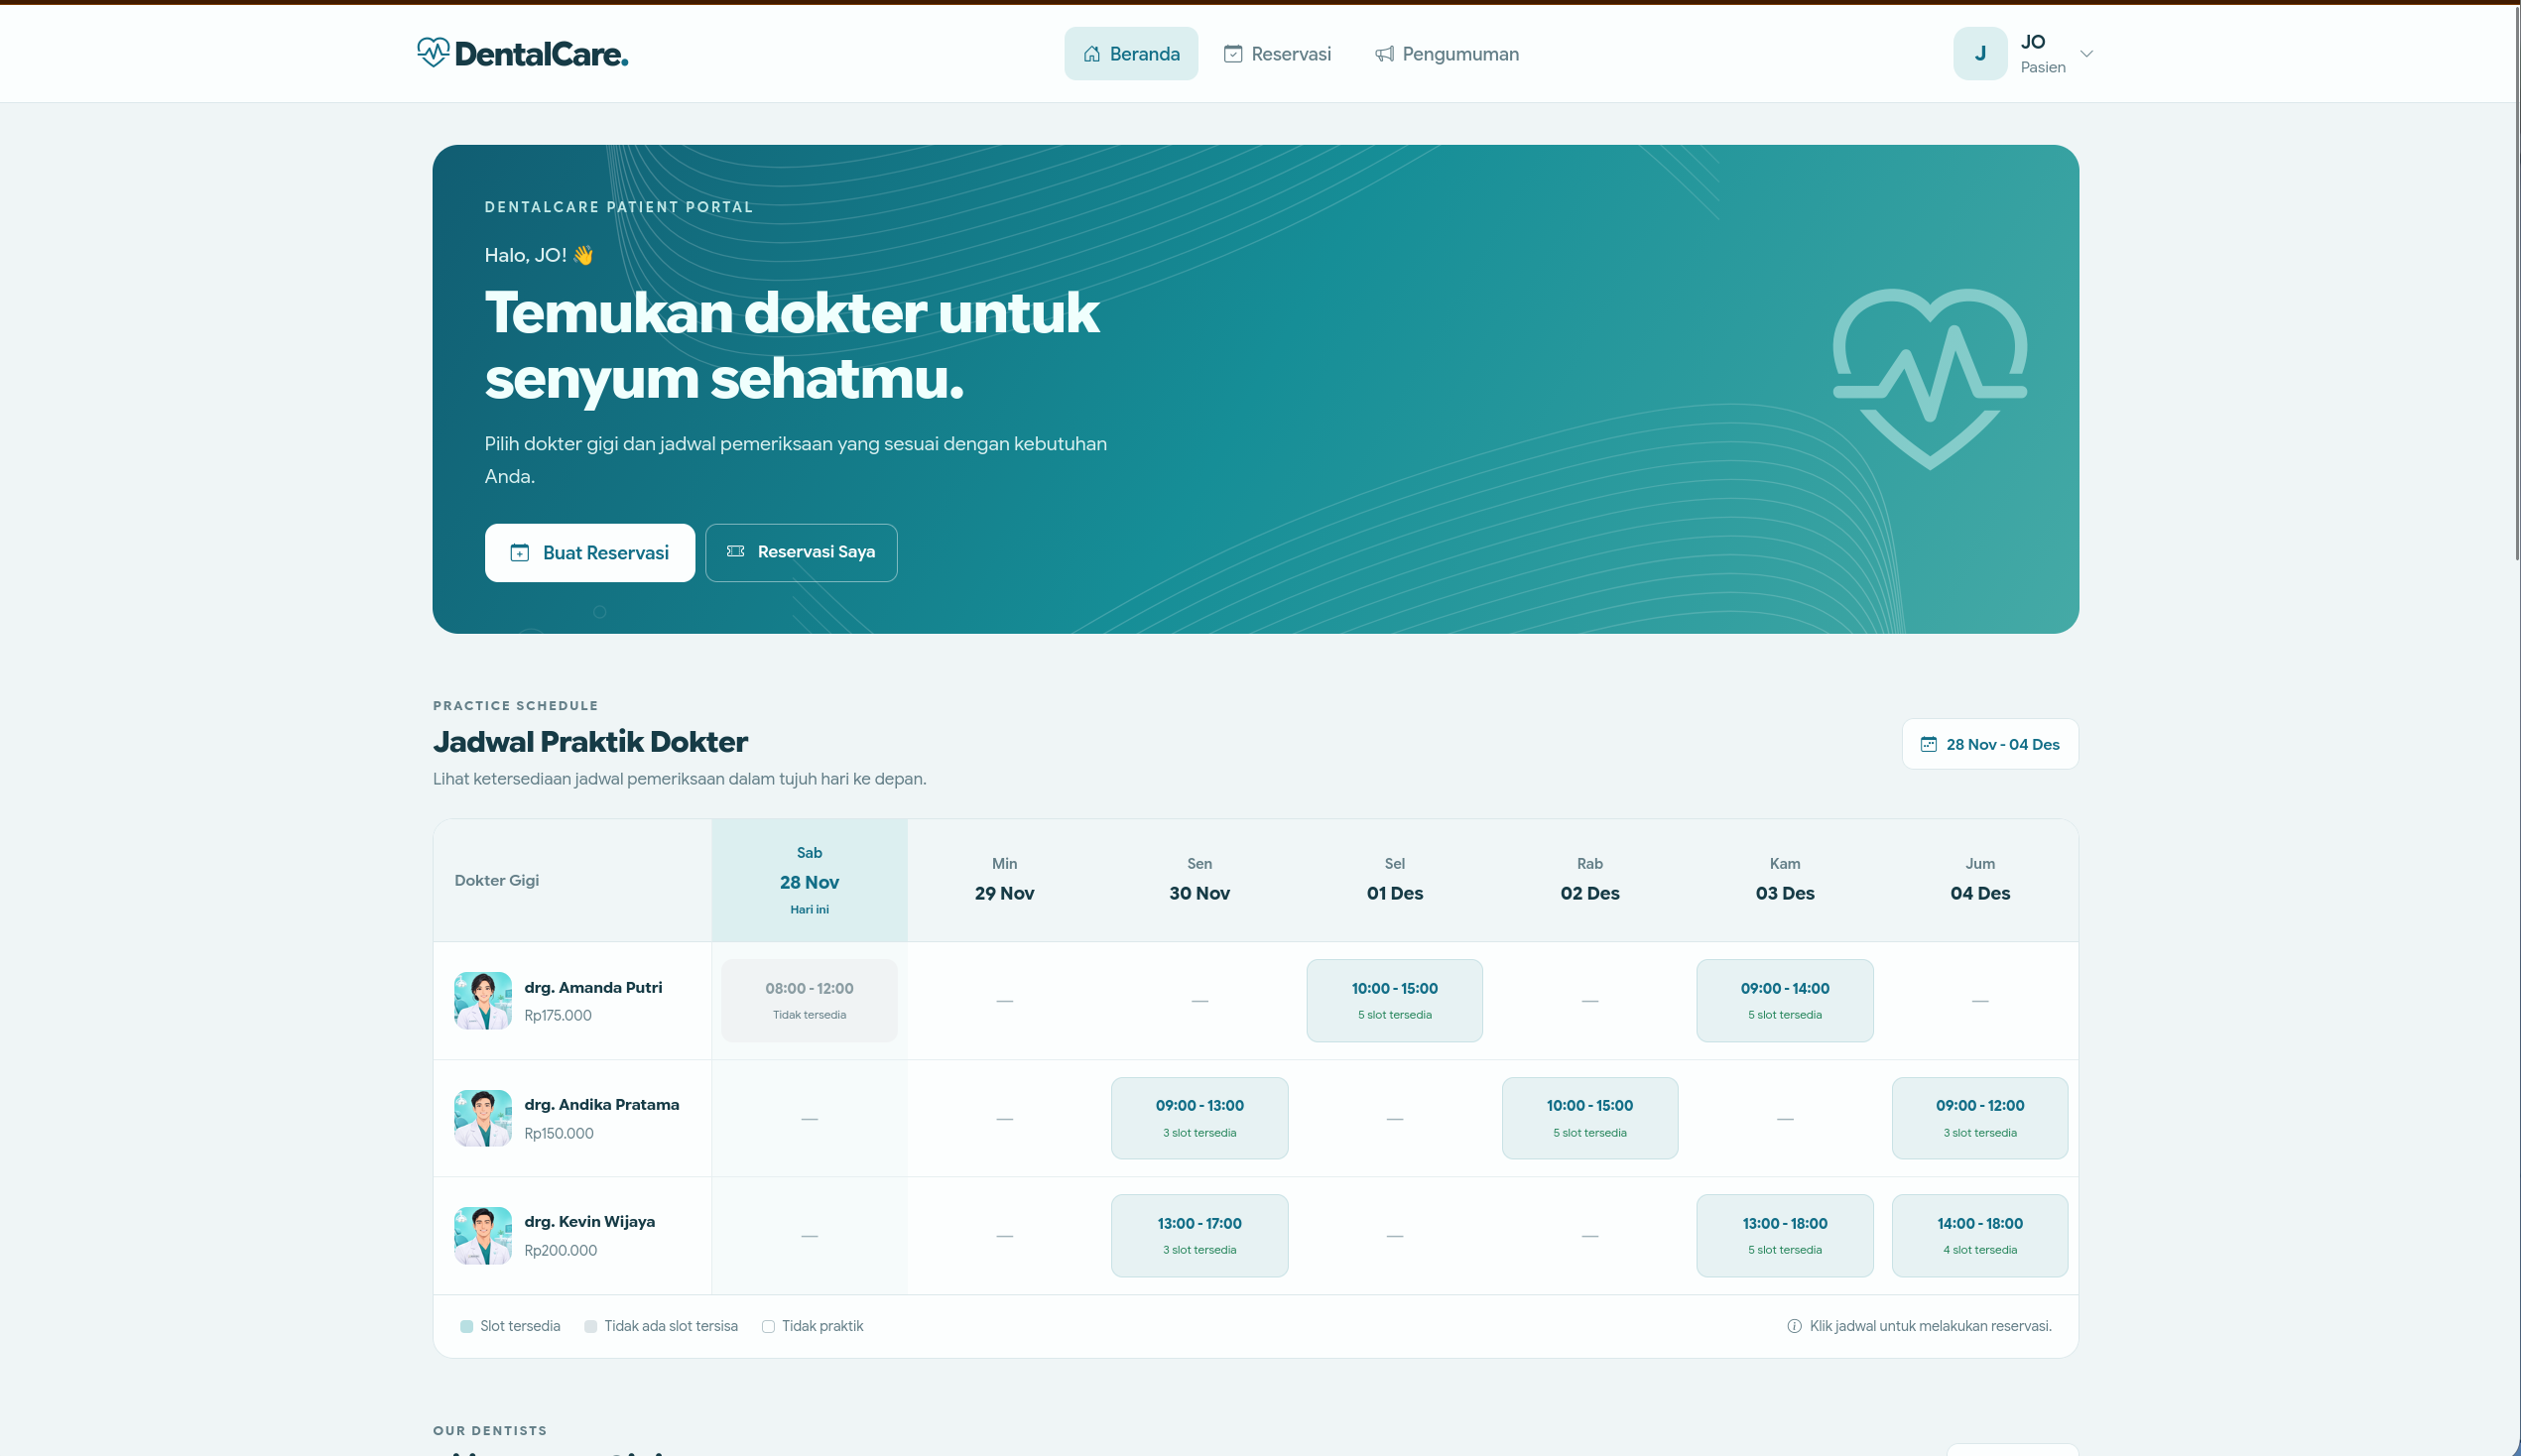 DentalCare.
Beranda
Reservasi
Pengumuman
J
JO
Pasien
DENTALCARE PATIENT PORTAL
Halo, JO! 👋
Temukan dokter untuk
senyum sehatmu.
Pilih dokter gigi dan jadwal pemeriksaan yang sesuai dengan kebutuhan
Anda.
Buat Reservasi
Reservasi Saya
PRACTICE SCHEDULE
Jadwal Praktik Dokter
Lihat ketersediaan jadwal pemeriksaan dalam tujuh hari ke depan.
28 Nov - 04 Des
Dokter Gigi
Sab
28 Nov
Hari ini
Min
29 Nov
Sen
30 Nov
Sel
01 Des
Rab
02 Des
Kam
03 Des
Jum
04 Des
drg. Amanda Putri
Rp175.000
08:00 - 12:00
Tidak tersedia
—
—
10:00 - 15:00
5 slot tersedia
—
09:00 - 14:00
5 slot tersedia
—
drg. Andika Pratama
Rp150.000
—
—
09:00 - 13:00
3 slot tersedia
—
10:00 - 15:00
5 slot tersedia
—
09:00 - 12:00
3 slot tersedia
drg. Kevin Wijaya
Rp200.000
—
—
13:00 - 17:00
3 slot tersedia
—
—
13:00 - 18:00
5 slot tersedia
14:00 - 18:00
4 slot tersedia
Slot tersedia
Tidak ada slot tersisa
Tidak praktik
Klik jadwal untuk melakukan reservasi.
OUR DENTISTS